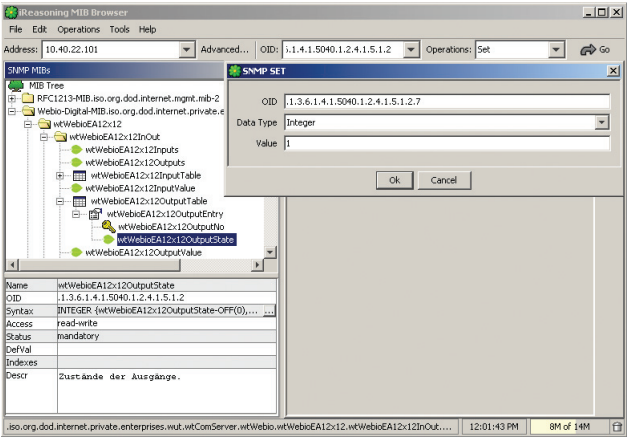 iReasoning MIB Browser
File Edit Operations Tools Help
Address: 10.40.22.101 Advanced... OID: .1.4.1.5040.1.2.4.1.5.1.2 Operations: Set Go
SNMP MIBs
MIB Tree
RFC1213-MIB.iso.org.dod.internet.mgmt.mib-2
Webio-Digital-MIB.iso.org.dod.internet.private.e
wtWebioEA12x12
wtWebioEA12x12InOut
wtWebioEA12x12Inputs
wtWebioEA12x12Outputs
wtWebioEA12x12InputTable
wtWebioEA12x12InputValue
wtWebioEA12x12OutputTable
wtWebioEA12x12OutputEntry
wtWebioEA12x12OutputNo
wtWebioEA12x12OutputState
wtWebioEA12x12OutputValue
SNMP SET
OID .1.3.6.1.4.1.5040.1.2.4.1.5.1.2.7
Data Type Integer
Value 1
Ok Cancel
Name wtWebioEA12x12OutputState
OID .1.3.6.1.4.1.5040.1.2.4.1.5.1.2
Syntax INTEGER {wtWebioEA12x12OutputState-OFF(0),... ...
Access read-write
Status mandatory
DefVal
Indexes
Descr Zustände der Ausgänge.
.iso.org.dod.internet.private.enterprises.wut.wtComServer.wtWebio.wtWebioEA12x12.wtWebioEA12x12InOut.... 12:01:43 PM 8M of 14M